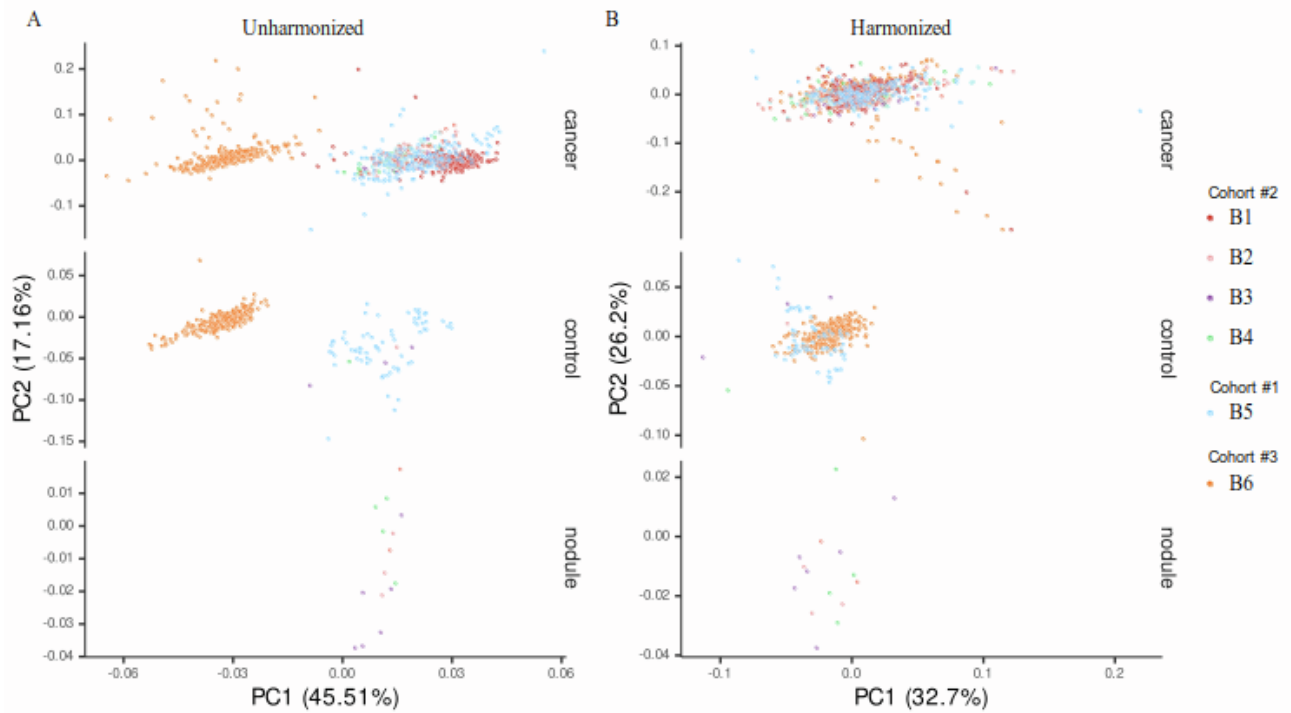 A
Unharmonized
B
Harmonized
0.2
0.1
0.0
-0.1
cancer
0.05
0.00
-0.05
-0.10
-0.15
control
0.01
0.00
-0.01
-0.02
-0.03
-0.04
nodule
-0.06
-0.03
0.00
0.03
0.06
PC2 (17.16%)
PC1 (45.51%)
0.1
0.0
-0.1
-0.2
cancer
0.05
0.00
-0.05
-0.10
control
0.02
0.00
-0.02
-0.04
nodule
-0.1
0.0
0.1
0.2
PC2 (26.2%)
PC1 (32.7%)
Cohort #2
B1
B2
B3
B4
Cohort #1
B5
Cohort #3
B6